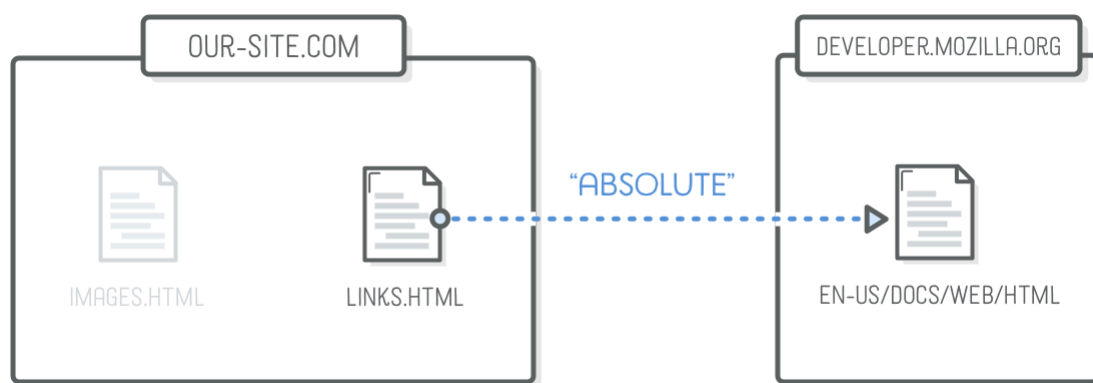 OUR-SITE.COM
DEVELOPER.MOZILLA.ORG
“ABSOLUTE”
IMAGES.HTML
LINKS.HTML
EN-US/DOCS/WEB/HTML